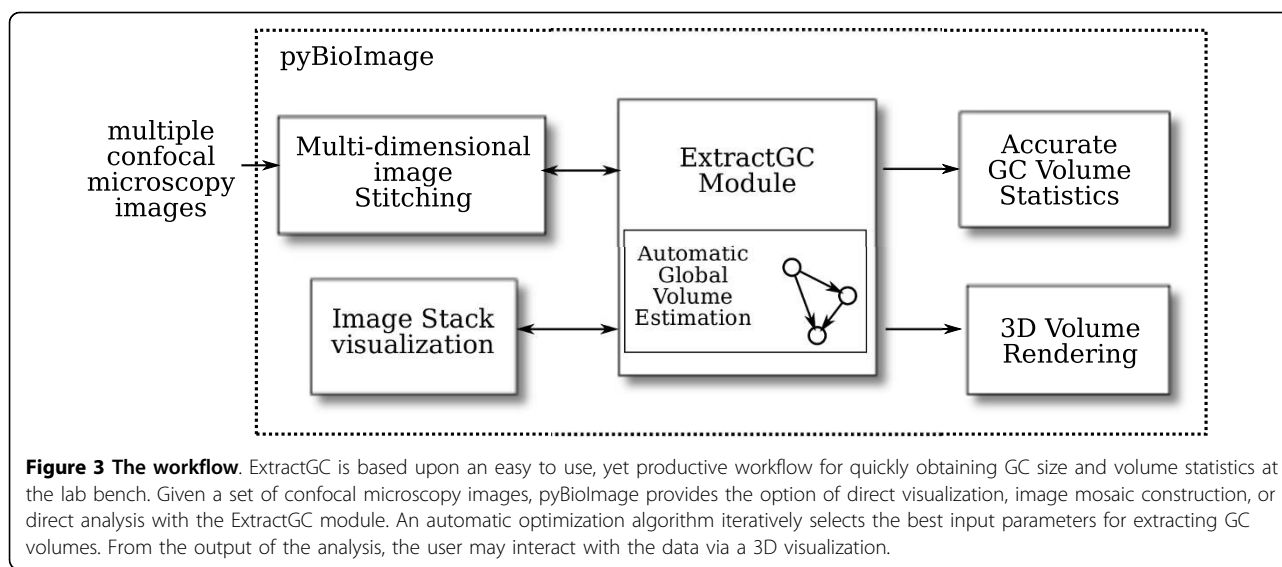 pyBioImage
multiple
confocal
microscopy
images
Multi-dimensional
image
Stitching
ExtractGC
Module
Accurate
GC Volume
Statistics
Automatic
Global
Volume
Estimation
Image Stack
visualization
3D Volume
Rendering
Figure 3 The workflow. ExtractGC is based upon an easy to use, yet productive workflow for quickly obtaining GC size and volume statistics at
the lab bench. Given a set of confocal microscopy images, pyBioImage provides the option of direct visualization, image mosaic construction, or
direct analysis with the ExtractGC module. An automatic optimization algorithm iteratively selects the best input parameters for extracting GC
volumes. From the output of the analysis, the user may interact with the data via a 3D visualization.